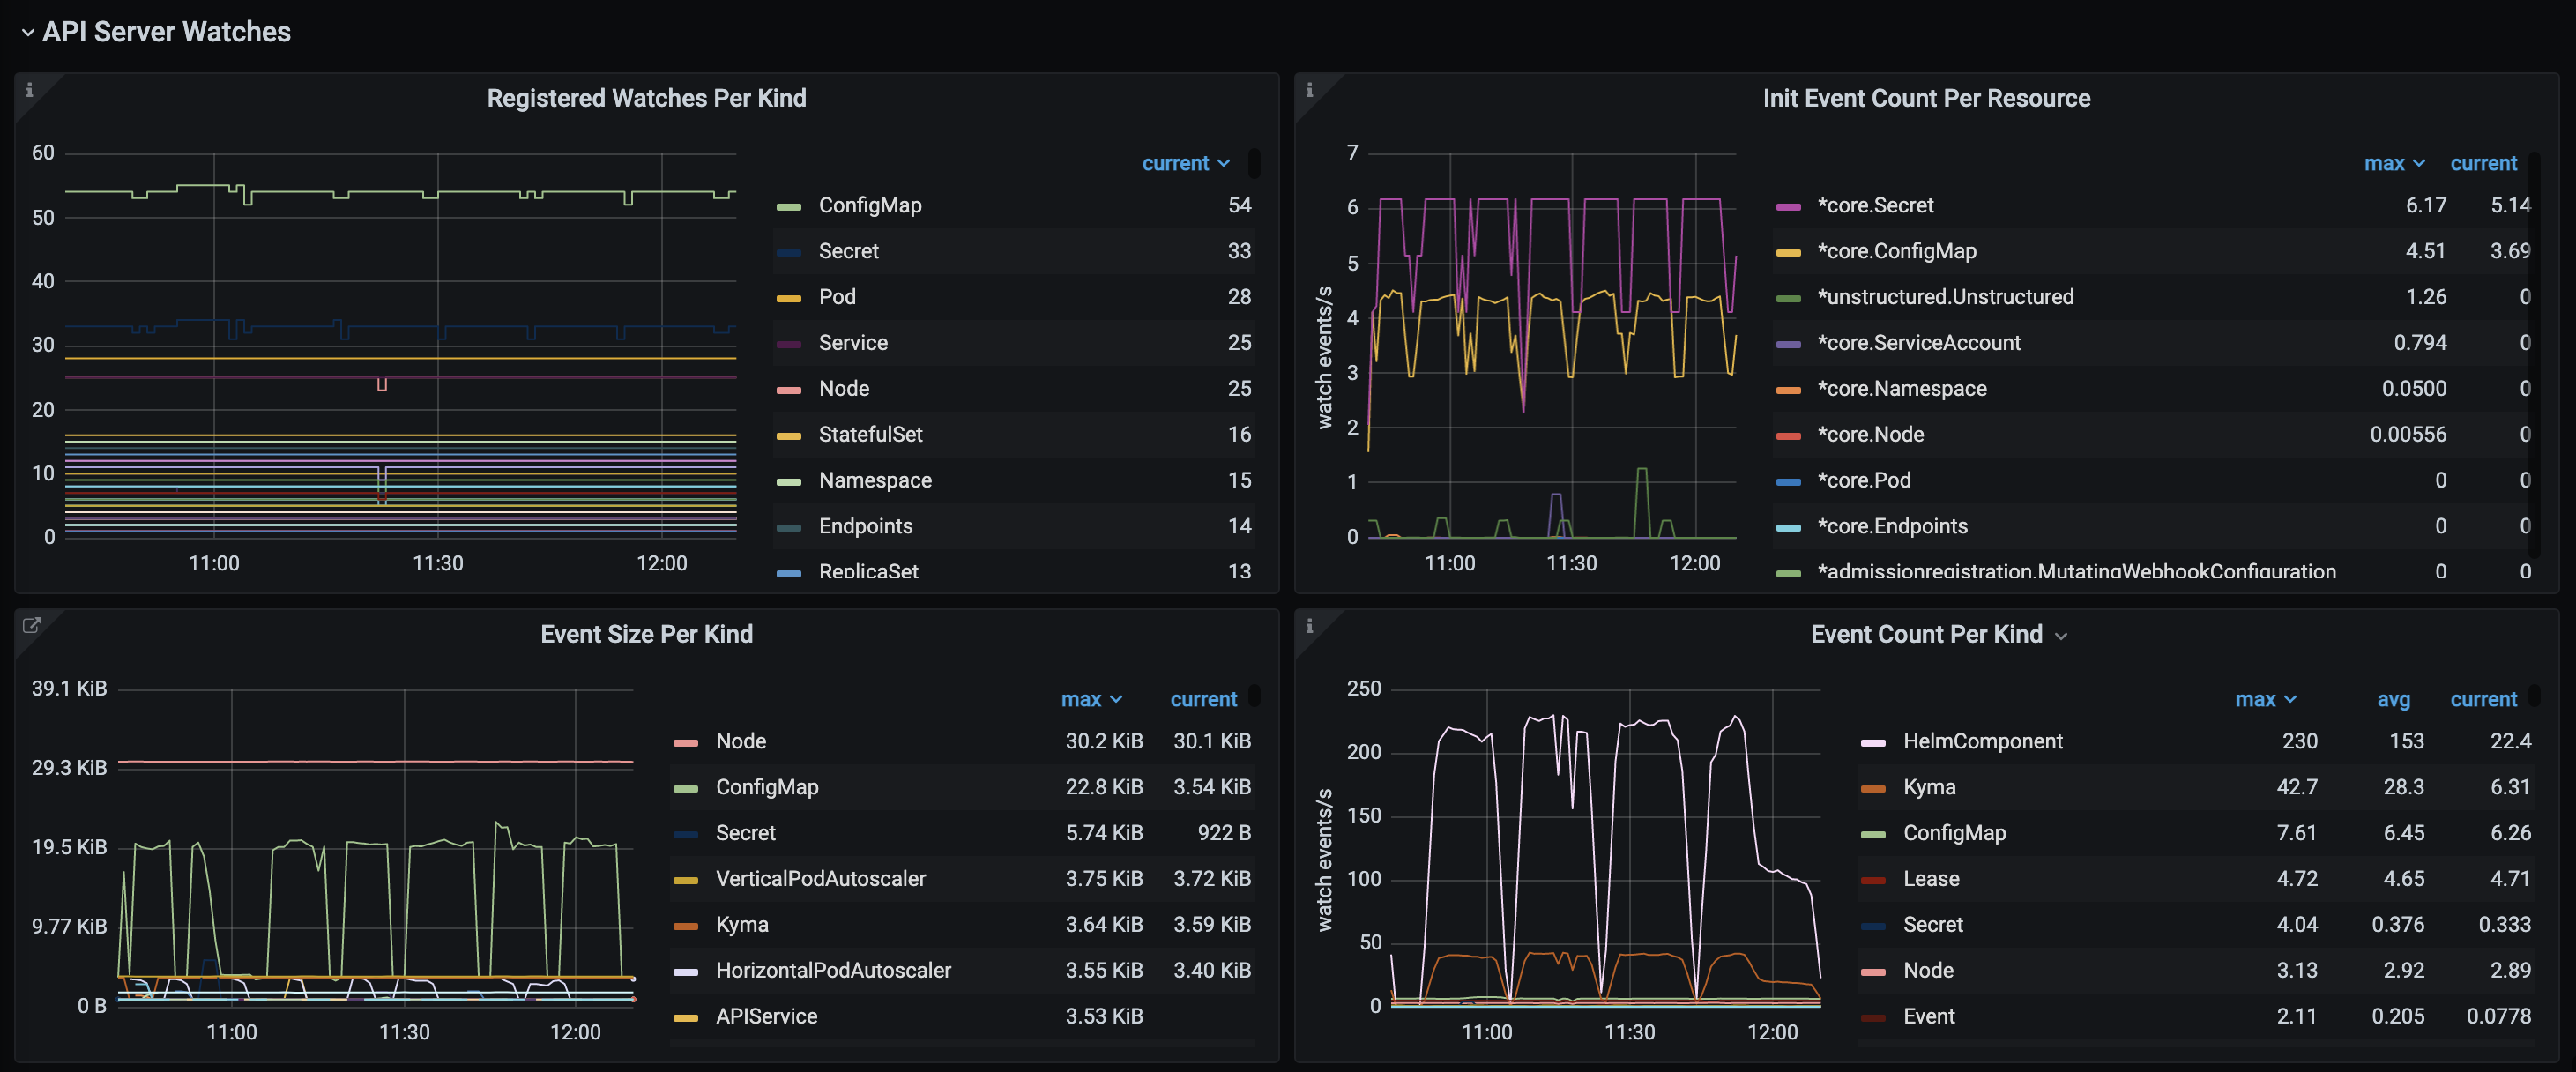 API Server Watches
Registered Watches Per Kind
60
50
40
30
20
10
0
11:00 11:30 12:00
current
ConfigMap 54
Secret 33
Pod 28
Service 25
Node 25
StatefulSet 16
Namespace 15
Endpoints 14
ReplicaSet 13
Init Event Count Per Resource
watch events/s
7
6
5
4
3
2
1
0
11:00 11:30 12:00
max current
*core.Secret 6.17 5.14
*core.ConfigMap 4.51 3.69
*unstructured.Unstructured 1.26 0
*core.ServiceAccount 0.794 0
*core.Namespace 0.0500 0
*core.Node 0.00556 0
*core.Pod 0 0
*core.Endpoints 0 0
*admissionregistration.MutatingWebhookConfiguration 0 0
Event Size Per Kind
39.1 KiB
29.3 KiB
19.5 KiB
9.77 KiB
0 B
11:00 11:30 12:00
max current
Node 30.2 KiB 30.1 KiB
ConfigMap 22.8 KiB 3.54 KiB
Secret 5.74 KiB 922 B
VerticalPodAutoscaler 3.75 KiB 3.72 KiB
Kyma 3.64 KiB 3.59 KiB
HorizontalPodAutoscaler 3.55 KiB 3.40 KiB
APIService 3.53 KiB
Event Count Per Kind
watch events/s
250
200
150
100
50
0
11:00 11:30 12:00
max avg current
HelmComponent 230 153 22.4
Kyma 42.7 28.3 6.31
ConfigMap 7.61 6.45 6.26
Lease 4.72 4.65 4.71
Secret 4.04 0.376 0.333
Node 3.13 2.92 2.89
Event 2.11 0.205 0.0778